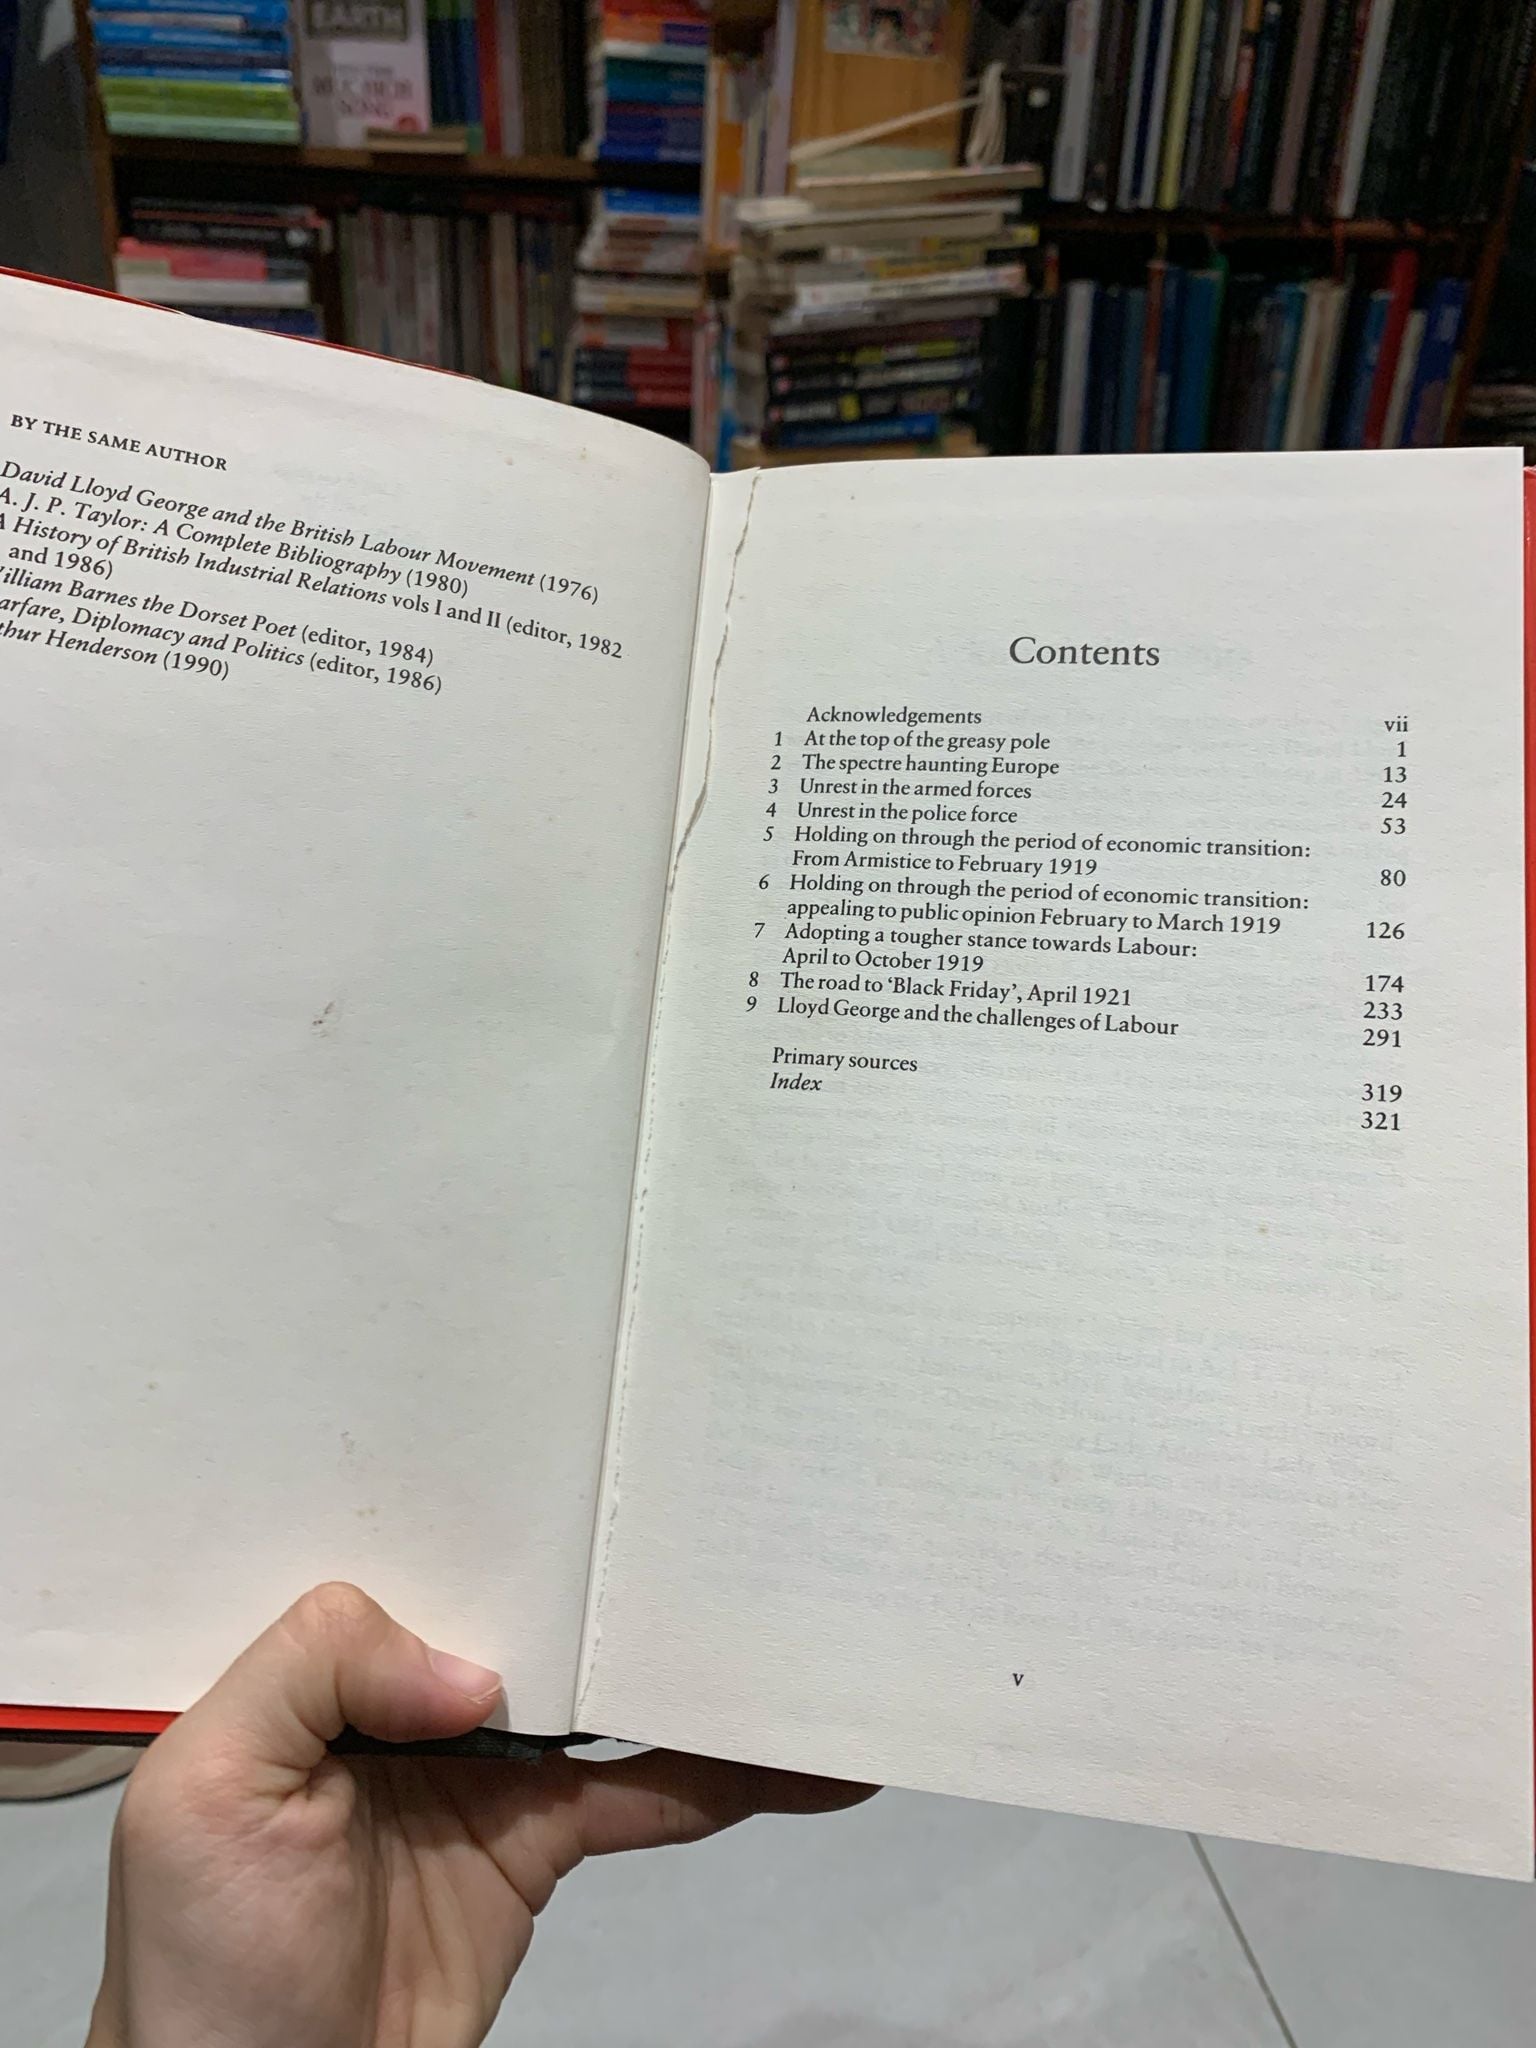 EARTH
BY THE SAME AUTHOR
David Lloyd George and the British Labour Movement (1976)
A. J. P. Taylor: A Complete Bibliography (1980)
A History of British Industrial Relations vols I and II (editor, 1982
and 1986)
William Barnes the Dorset Poet (editor, 1984)
arfare, Diplomacy and Politics (editor, 1986)
thur Henderson (1990)
Contents
Acknowledgements vii
1 At the top of the greasy pole 1
2 The spectre haunting Europe 13
3 Unrest in the armed forces 24
4 Unrest in the police force 53
5 Holding on through the period of economic transition:
From Armistice to February 1919 80
6 Holding on through the period of economic transition:
appealing to public opinion February to March 1919 126
7 Adopting a tougher stance towards Labour:
April to October 1919 174
8 The road to ‘Black Friday’, April 1921 233
9 Lloyd George and the challenges of Labour 291
Primary sources 319
Index 321
v